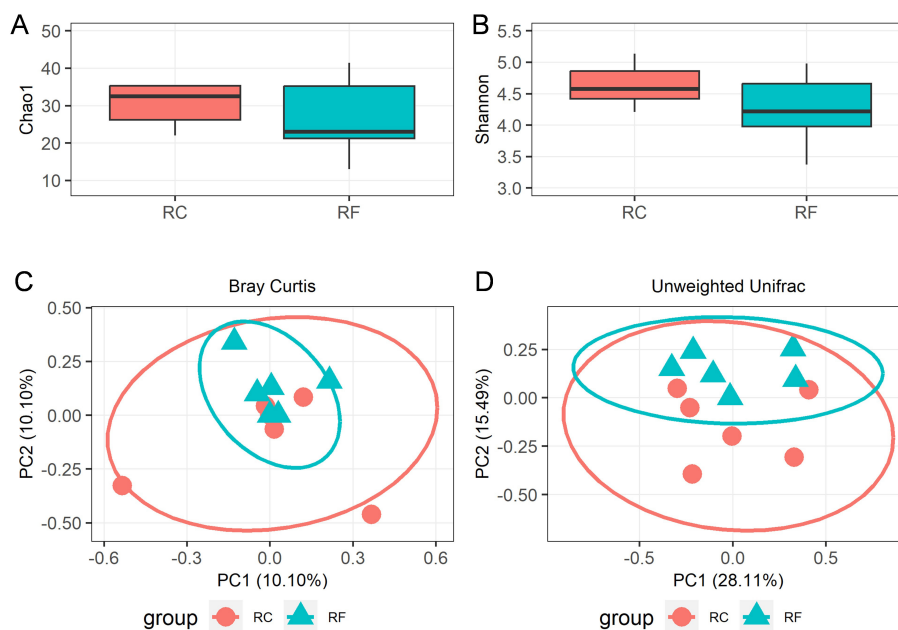 A
B
50
40
30
20
10
Chao1
RC
RF
5.5
5.0
4.5
4.0
3.5
3.0
Shannon
RC
RF
C
Bray Curtis
0.50
0.25
0.00
-0.25
-0.50
PC2 (10.10%)
-0.6
-0.3
0.0
0.3
0.6
PC1 (10.10%)
group RC RF
D
Unweighted Unifrac
0.25
0.00
-0.25
-0.50
PC2 (15.49%)
-0.5
0.0
0.5
PC1 (28.11%)
group RC RF